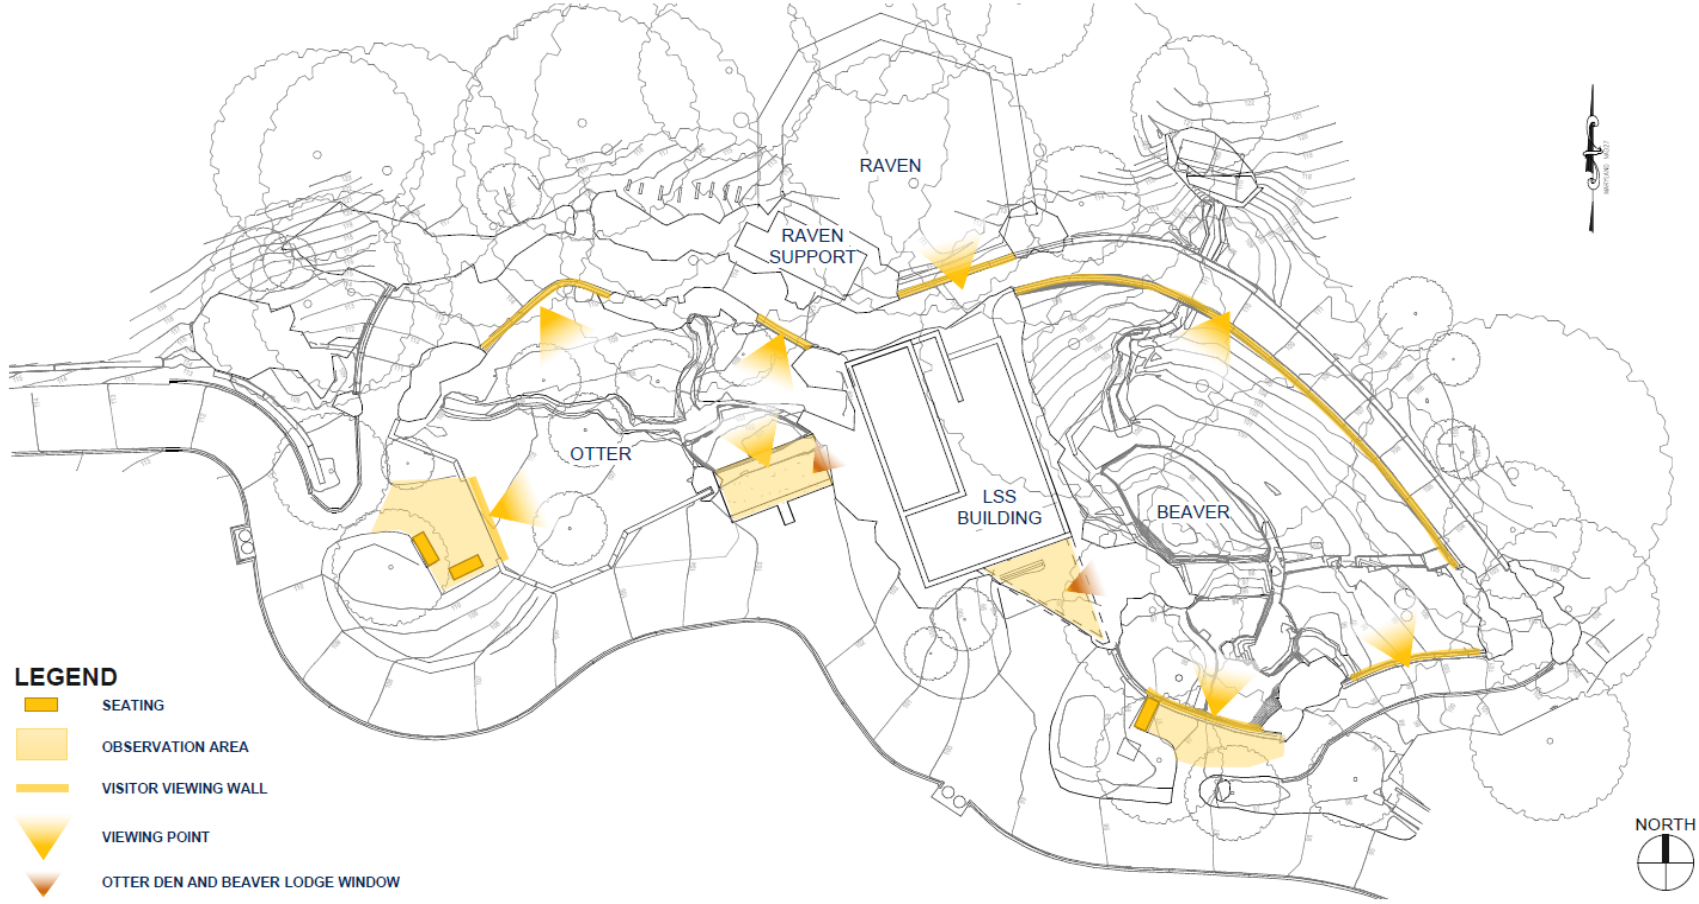 RAVEN
RAVEN
SUPPORT
OTTER
LSS
BUILDING
BEAVER
LEGEND
SEATING
OBSERVATION AREA
VISITOR VIEWING WALL
VIEWING POINT
OTTER DEN AND BEAVER LODGE WINDOW
NORTH